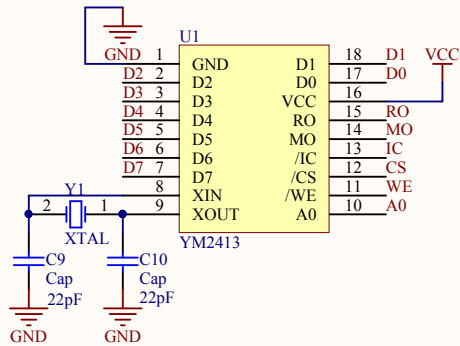 U1
GND
1 GND D1 18 D1
VCC
D2 2 D2 D0 17 D0
D3 3 D3 VCC 16
D4 4 D4 RO 15 RO
D5 5 D5 MO 14 MO
D6 6 D6 /IC 13 IC
D7 7 D7 /CS 12 CS
8 XIN /WE 11 WE
9 XOUT A0 10 A0
Y1
2 1
XTAL
YM2413
C9
Cap
22pF
GND
C10
Cap
22pF
GND